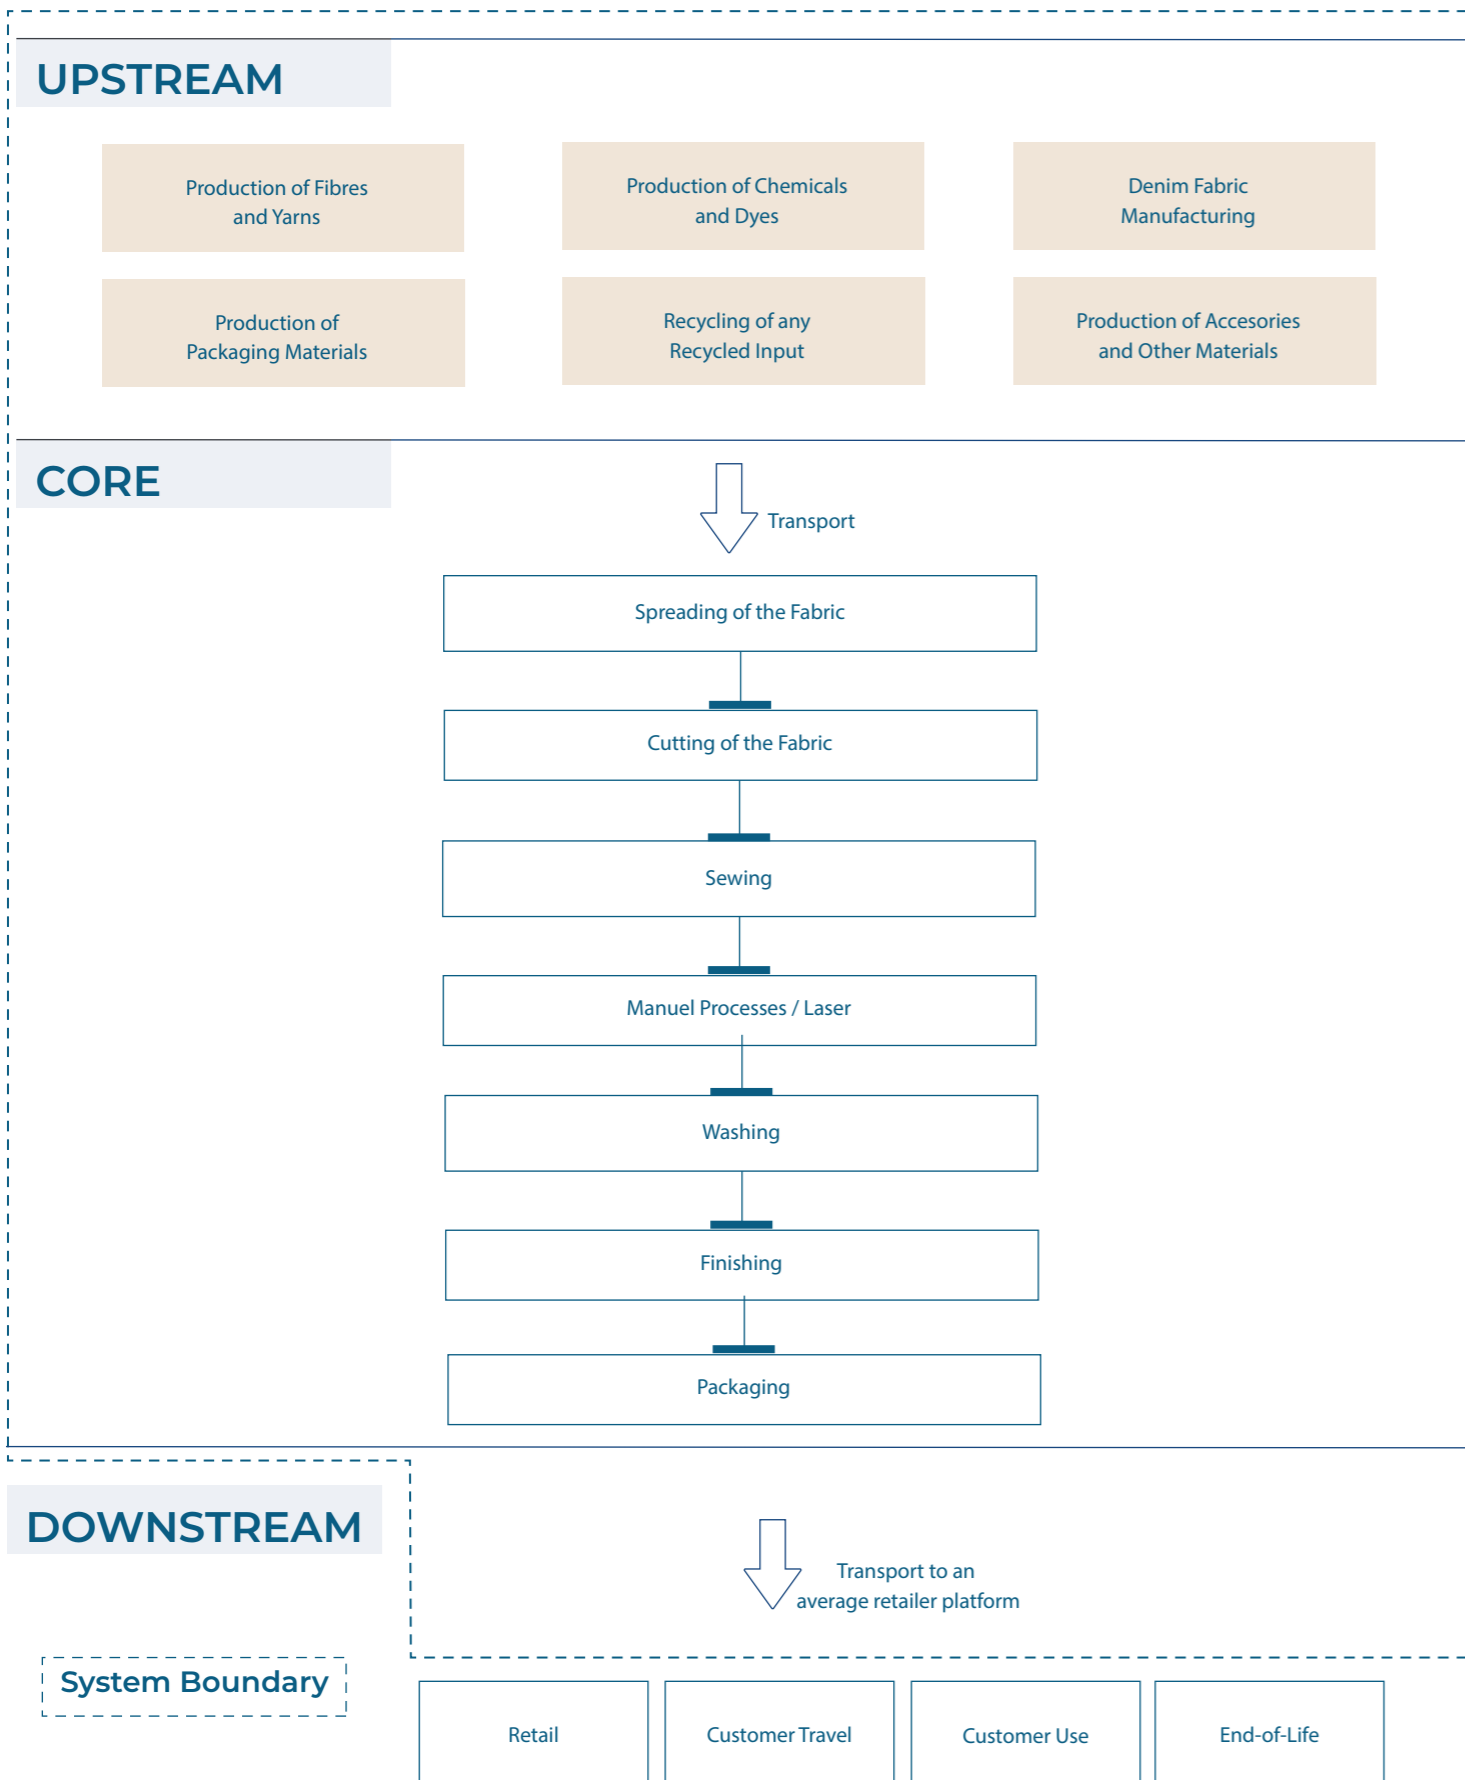 UPSTREAM
Production of Fibres
and Yarns
Production of Chemicals
and Dyes
Denim Fabric
Manufacturing
Production of
Packaging Materials
Recycling of any
Recycled Input
Production of Accesories
and Other Materials
CORE
Transport
Spreading of the Fabric
Cutting of the Fabric
Sewing
Manuel Processes / Laser
Washing
Finishing
Packaging
DOWNSTREAM
Transport to an
average retailer platform
System Boundary
Retail
Customer Travel
Customer Use
End-of-Life